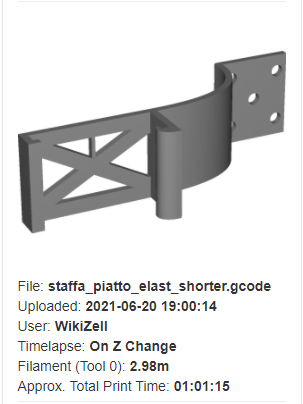 File: staffa_piatto_elast_shorter.gcode
Uploaded: 2021-06-20 19:00:14
User: WikiZell
Timelapse: On Z Change
Filament (Tool 0): 2.98m
Approx. Total Print Time: 01:01:15